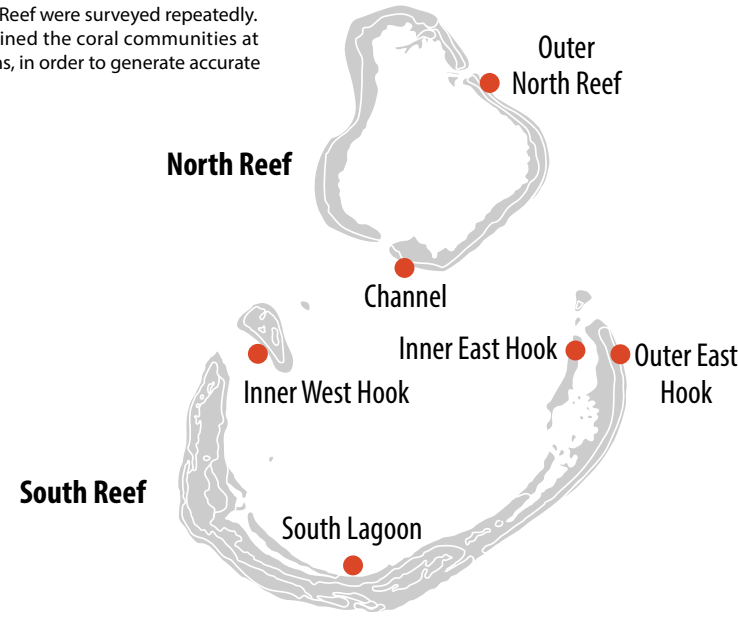 Reef were surveyed repeatedly.
ined the coral communities at
ns, in order to generate accurate
Outer
North Reef
North Reef
Channel
Inner East Hook
Outer East
Hook
Inner West Hook
South Reef
South Lagoon